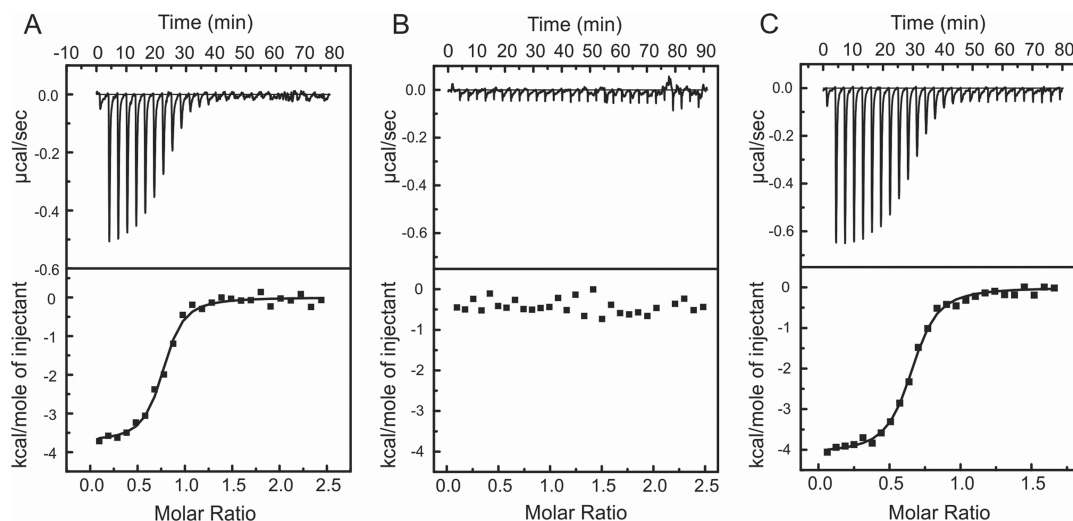 A
Time (min)
-10 0 10 20 30 40 50 60 70 80
0.0
-0.2
-0.4
-0.6
µcal/sec
0
-1
-2
-3
-4
kcal/mole of injectant
0.0 0.5 1.0 1.5 2.0 2.5
Molar Ratio
B
Time (min)
0 10 20 30 40 50 60 70 80 90
0.0
-0.2
-0.4
-0.6
µcal/sec
0
-1
-2
-3
-4
kcal/mole of injectant
0.0 0.5 1.0 1.5 2.0 2.5
Molar Ratio
C
Time (min)
0 10 20 30 40 50 60 70 80
0.0
-0.2
-0.4
-0.6
µcal/sec
0
-1
-2
-3
-4
kcal/mole of injectant
0.0 0.5 1.0 1.5
Molar Ratio